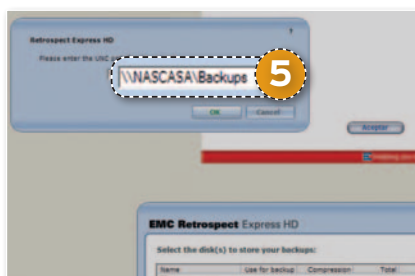 Retrospect Express HD
?
Please enter the UNC
\\NASCASA\Backups
5
OK
Cancel
Aceptar
EMC Retrospect Express HD
Select the disk(s) to store your backups:
Name
Use for backup
Compression
Total